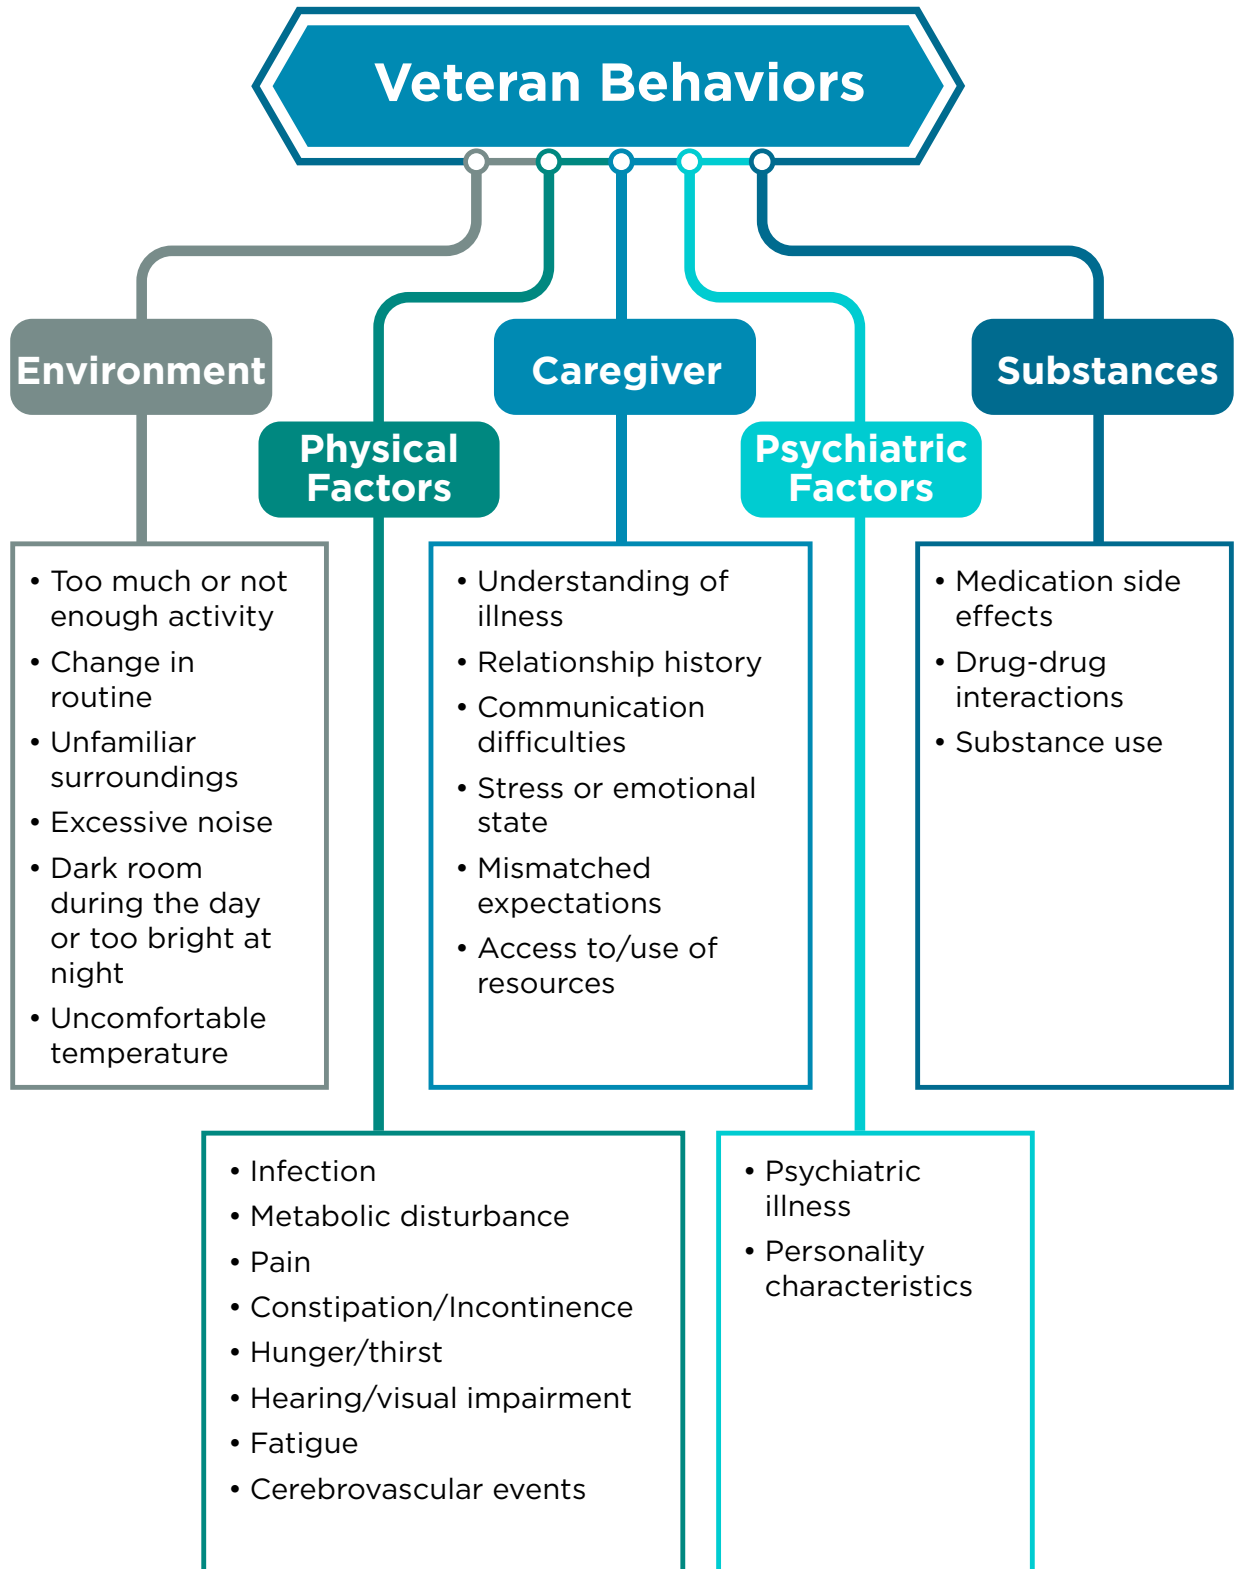 Veteran Behaviors
Environment
Caregiver
Substances
Physical
Factors
Psychiatric
Factors
• Too much or not
enough activity
• Change in
routine
• Unfamiliar
surroundings
• Excessive noise
• Dark room
during the day
or too bright at
night
• Uncomfortable
temperature
• Understanding of
illness
• Relationship history
• Communication
difficulties
• Stress or emotional
state
• Mismatched
expectations
• Access to/use of
resources
• Medication side
effects
• Drug-drug
interactions
• Substance use
• Infection
• Metabolic disturbance
• Pain
• Constipation/Incontinence
• Hunger/thirst
• Hearing/visual impairment
• Fatigue
• Cerebrovascular events
• Psychiatric
illness
• Personality
characteristics